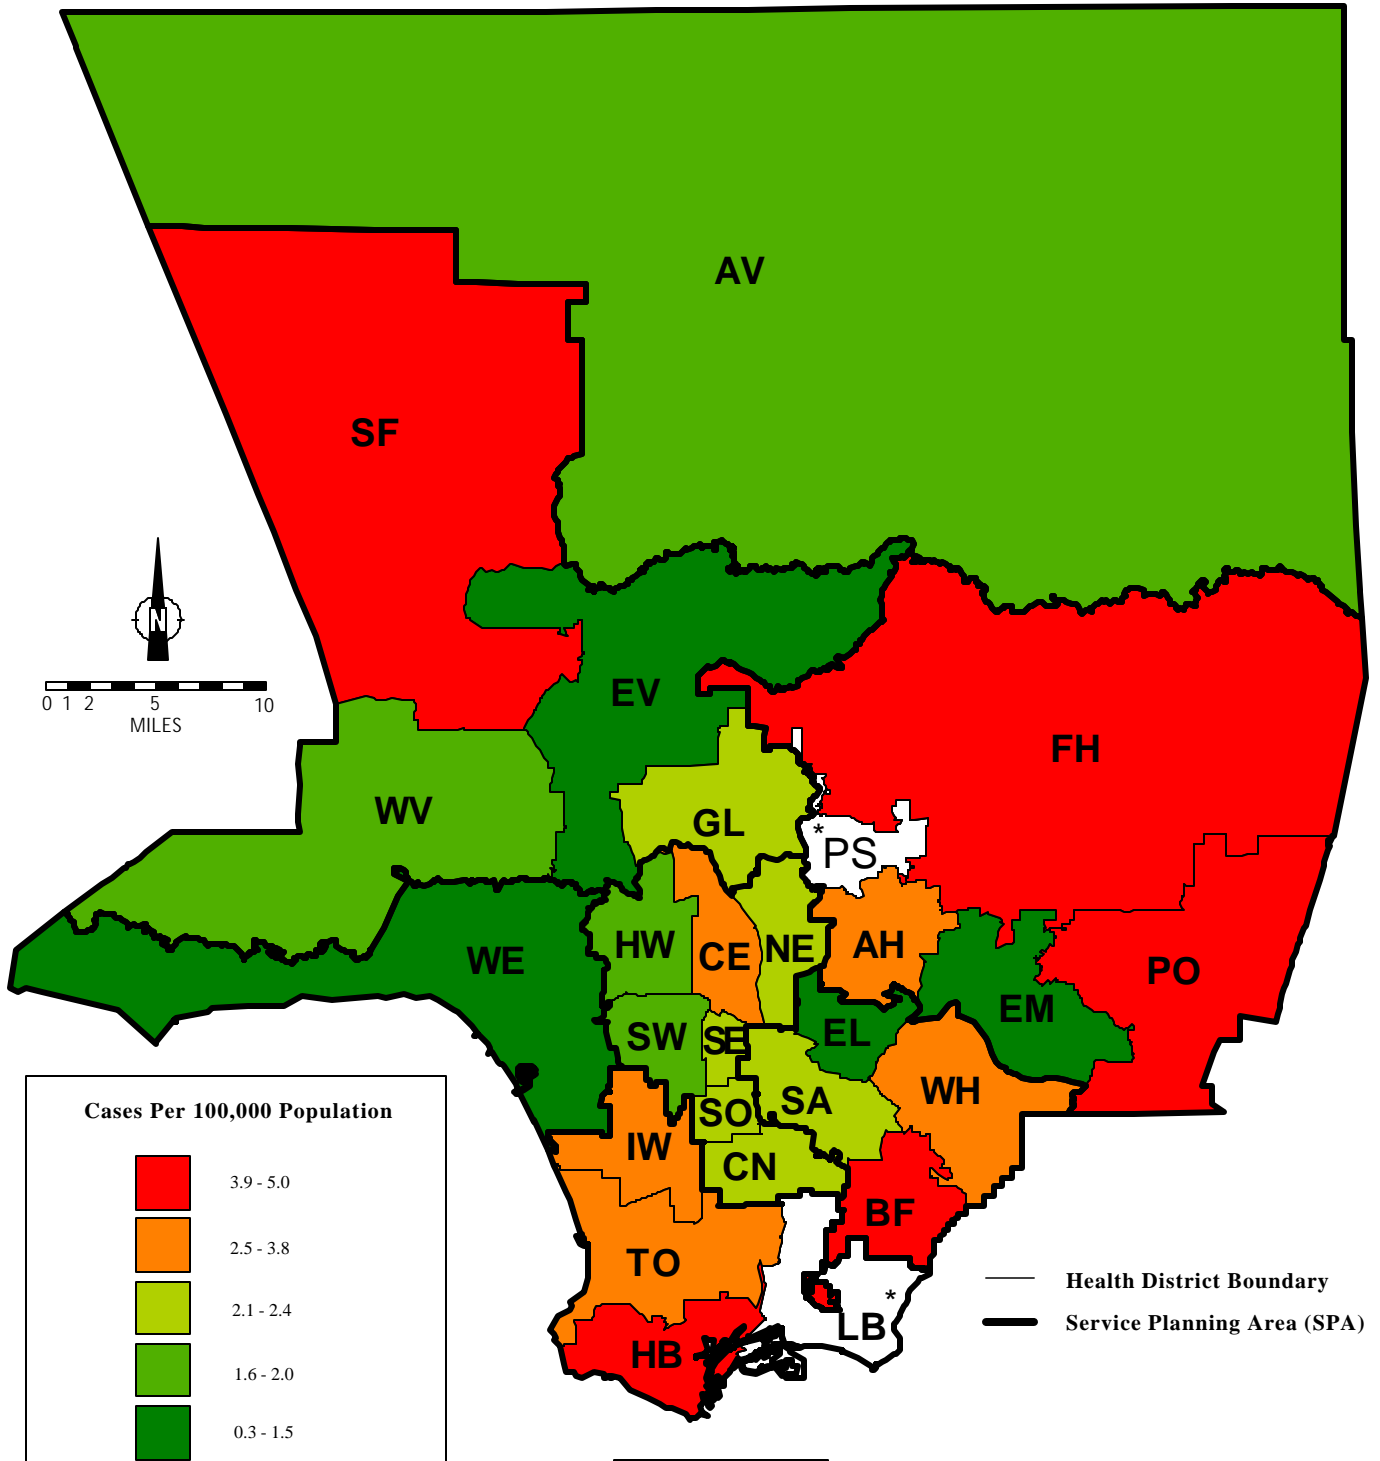 AV
SF
N
0 1 2 5 10
MILES
EV
FH
WV
GL
* PS
HW CE NE AH
WE PO
SW SE EL EM
SO SA WH
IW CN
BF
TO
* LB
HB
Cases Per 100,000 Population
3.9 - 5.0
2.5 - 3.8
2.1 - 2.4
1.6 - 2.0
0.3 - 1.5
Health District Boundary
Service Planning Area (SPA)